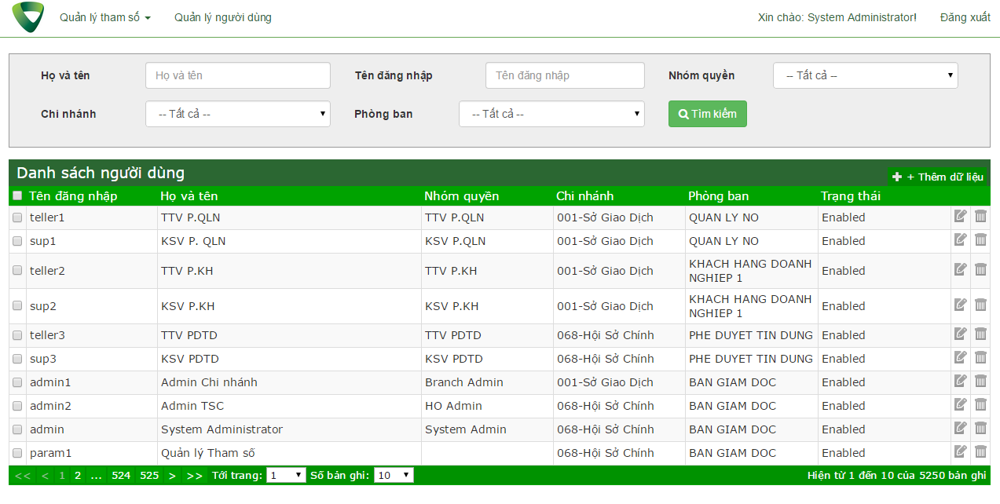 Quản lý tham số Quản lý người dùng Xin chào: System Administrator! Đăng xuất
Họ và tên Họ và tên Tên đăng nhập Tên đăng nhập Nhóm quyền -- Tất cả --
Chi nhánh -- Tất cả -- Phòng ban -- Tất cả -- Tìm kiếm
Danh sách người dùng + Thêm dữ liệu
Tên đăng nhập Họ và tên Nhóm quyền Chi nhánh Phòng ban Trạng thái
teller1 TTV P.QLN TTV P.QLN 001-Sở Giao Dịch QUAN LY NO Enabled
sup1 KSV P. QLN KSV P.QLN 001-Sở Giao Dịch QUAN LY NO Enabled
teller2 TTV P.KH TTV P.KH 001-Sở Giao Dịch KHACH HANG DOANH NGHIEP 1 Enabled
sup2 KSV P.KH KSV P.KH 001-Sở Giao Dịch KHACH HANG DOANH NGHIEP 1 Enabled
teller3 TTV PDTD TTV PDTD 068-Hội Sở Chính PHE DUYET TIN DUNG Enabled
sup3 KSV PDTD KSV PDTD 068-Hội Sở Chính PHE DUYET TIN DUNG Enabled
admin1 Admin Chi nhánh Branch Admin 001-Sở Giao Dịch BAN GIAM DOC Enabled
admin2 Admin TSC HO Admin 068-Hội Sở Chính BAN GIAM DOC Enabled
admin System Administrator System Admin 068-Hội Sở Chính BAN GIAM DOC Enabled
param1 Quản lý Tham số 068-Hội Sở Chính BAN GIAM DOC Enabled
<< < 1 2 ... 524 525 > >> Tới trang: 1 Số bản ghi: 10 Hiện từ 1 đến 10 của 5250 bản ghi